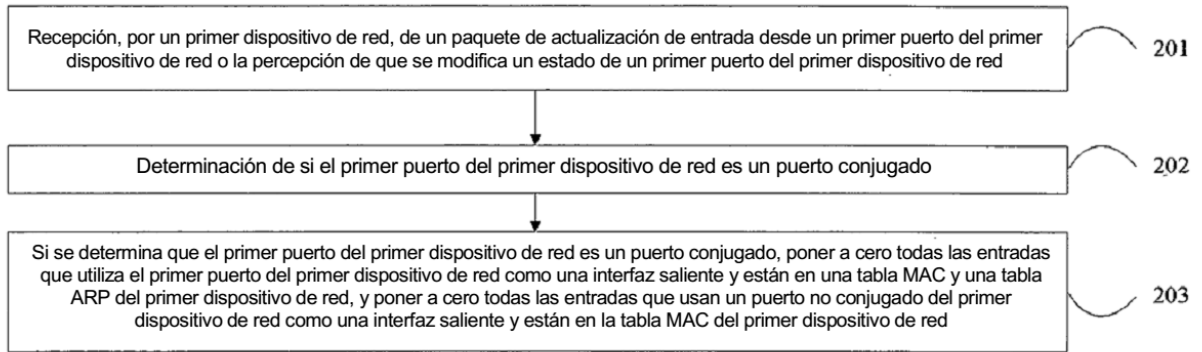 Recepción, por un primer dispositivo de red, de un paquete de actualización de entrada desde un primer puerto del primer
dispositivo de red o la percepción de que se modifica un estado de un primer puerto del primer dispositivo de red
201
Determinación de si el primer puerto del primer dispositivo de red es un puerto conjugado
202
Si se determina que el primer puerto del primer dispositivo de red es un puerto conjugado, poner a cero todas las entradas
que utiliza el primer puerto del primer dispositivo de red como una interfaz saliente y están en una tabla MAC y una tabla
ARP del primer dispositivo de red, y poner a cero todas las entradas que usan un puerto no conjugado del primer
dispositivo de red como una interfaz saliente y están en la tabla MAC del primer dispositivo de red
203